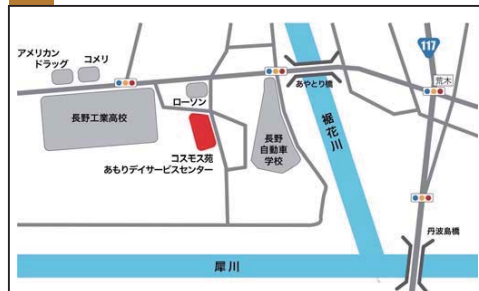 アメリカン
ドラッグ
コメリ
117
荒木
あやとり橋
ローソン
長野工業高校
長野
自動車
学校
裾花川
コスモス苑
あもりデイサービスセンター
丹波島橋
犀川